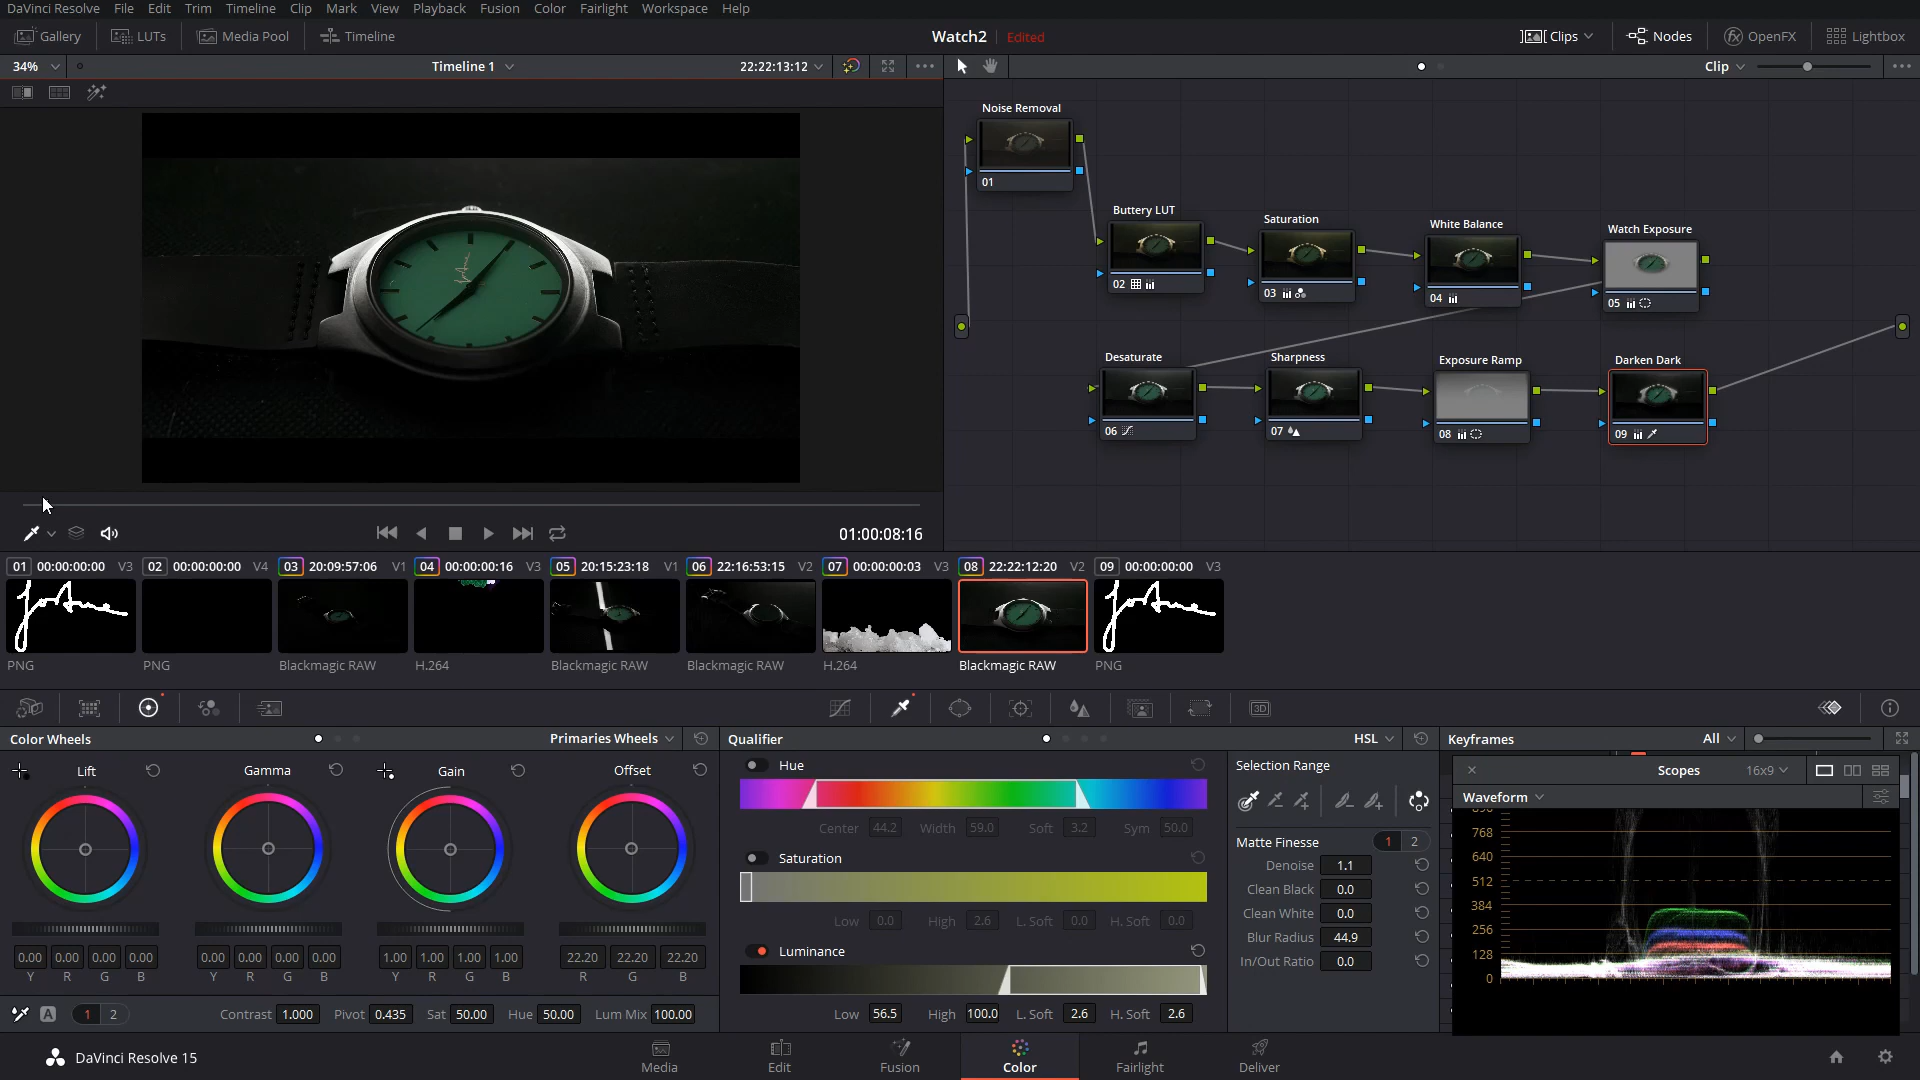 DaVinci Resolve File Edit Trim Timeline Clip Mark View Playback Fusion Color Fairlight Workspace Help
Gallery LUTs Media Pool Timeline Watch2 Edited Clips Nodes OpenFX Lightbox
34% Timeline 1 22:22:13:12 Clip
Noise Removal
01
Buttery LUT
02
Saturation
03
White Balance
04
Watch Exposure
05
Desaturate
06
Sharpness
07
Exposure Ramp
08
Darken Dark
09
01:00:08:16
01 00:00:00:00 V3 02 00:00:00:00 V4 03 20:09:57:06 V1 04 00:00:00:16 V3 05 20:15:23:18 V1 06 22:16:53:15 V2 07 00:00:00:03 V3 08 22:22:12:20 V2 09 00:00:00:00 V3
PNG PNG Blackmagic RAW H.264 Blackmagic RAW Blackmagic RAW H.264 Blackmagic RAW PNG
3D
Color Wheels Primaries Wheels
Lift Gamma Gain Offset
0.00 0.00 0.00 0.00 0.00 0.00 0.00 0.00 1.00 1.00 1.00 1.00 22.20 22.20 22.20
Y R G B Y R G B Y R G B R G B
A 1 2 Contrast 1.000 Pivot 0.435 Sat 50.00 Hue 50.00 Lum Mix 100.00
Qualifier HSL
Hue
Center 44.2 Width 59.0 Soft 3.2 Sym 50.0
Saturation
Low 0.0 High 2.6 L. Soft 0.0 H. Soft 0.0
Luminance
Low 56.5 High 100.0 L. Soft 2.6 H. Soft 2.6
Selection Range
Matte Finesse 1 2
Denoise 1.1
Clean Black 0.0
Clean White 0.0
Blur Radius 44.9
In/Out Ratio 0.0
Keyframes All
Scopes 16x9
Waveform
768
640
512
384
256
128
0
DaVinci Resolve 15 Media Edit Fusion Color Fairlight Deliver